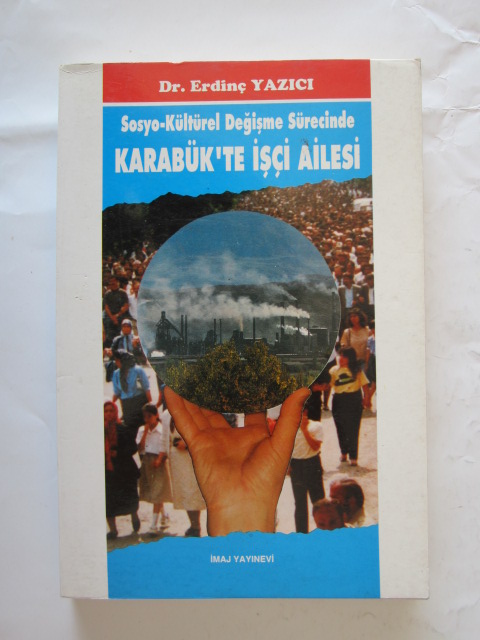 Dr. Erdinç YAZICI
Sosyo-Kültürel Değişme Sürecinde
KARABÜK'TE İŞÇİ AİLESİ
İMAJ YAYINEVİ